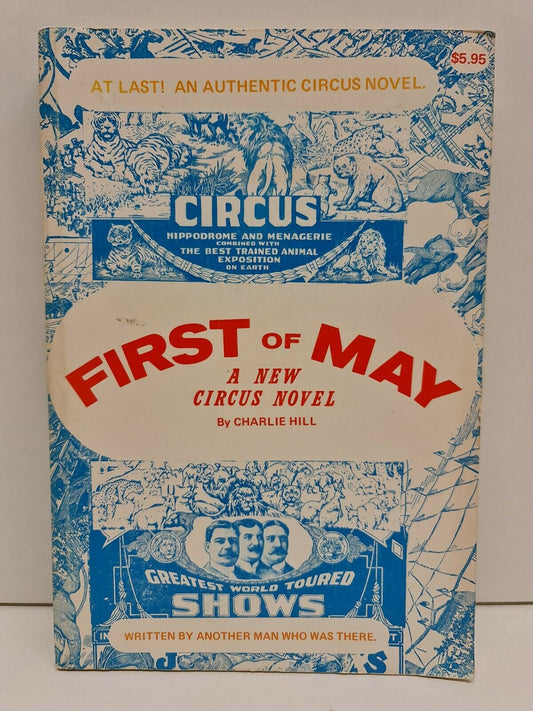 $5.95
AT LAST! AN AUTHENTIC CIRCUS NOVEL.
CIRCUS
HIPPODROME AND MENAGERIE
COMBINED WITH
THE BEST TRAINED ANIMAL
EXPOSITION
ON EARTH
FIRST OF MAY
A NEW
CIRCUS NOVEL
By CHARLIE HILL
GREATEST WORLD TOURED
SHOWS
WRITTEN BY ANOTHER MAN WHO WAS THERE.